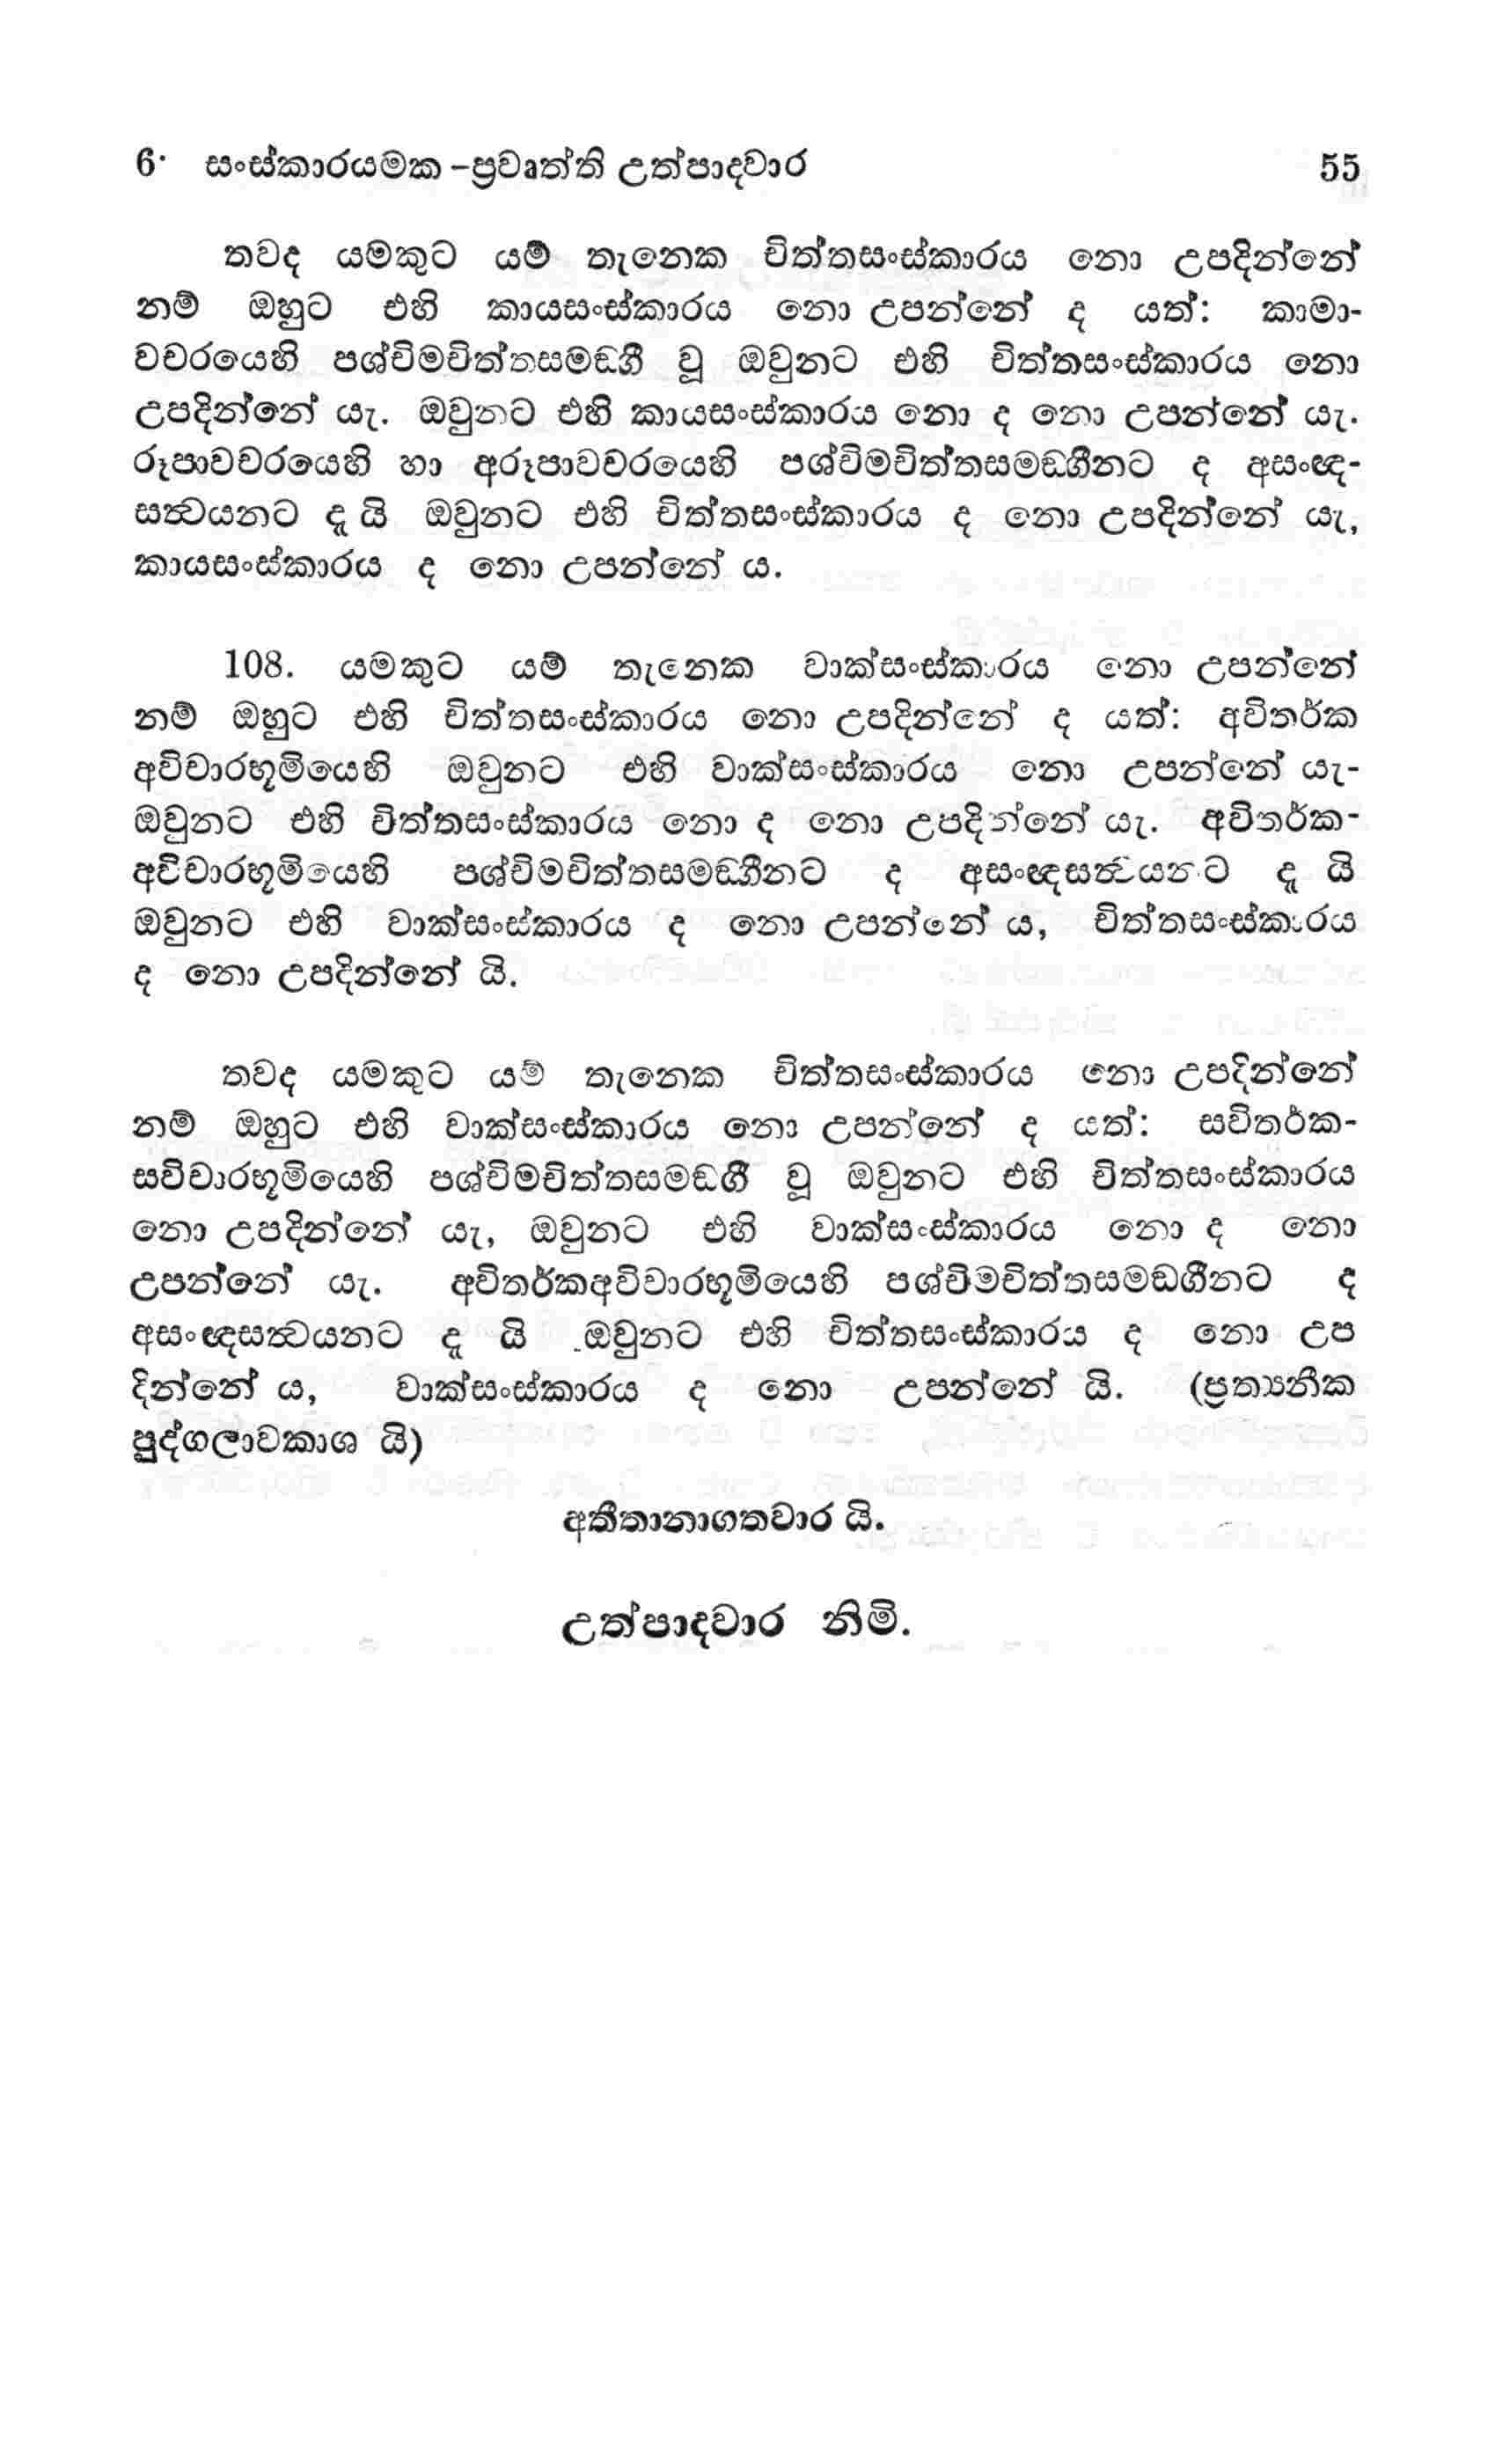 6· සංස්කාරයමක -ප්‍රවෘත්ති උත්පාදවාර 55
තවද යමකුට යම් තැනෙක චිත්තසංස්කාරය නො උපදින්නේ
නම් ඔහුට එහි කායසංස්කාරය නො උපන්නේ ද යත්: කාමා-
වචරයෙහි පශ්චිමචිත්තසමඞ්ගී වූ ඔවුනට එහි චිත්තසංස්කාරය නො
උපදින්නේ යැ. ඔවුනට එහි කායසංස්කාරය නො ද නො උපන්නේ යැ.
රූපාවචරයෙහි හා අරූපාවචරයෙහි පශ්චිමචිත්තසමඞ්ගීනට ද අසංඥ-
සත්‍වයනට දැ යි ඔවුනට එහි චිත්තසංස්කාරය ද නො උපදින්නේ යැ,
කායසංස්කාරය ද නො උපන්නේ ය.
108. යමකුට යම් තැනෙක වාක්සංස්කාරය නො උපන්නේ
නම් ඔහුට එහි චිත්තසංස්කාරය නො උපදින්නේ ද යත්: අවිතර්ක
අවිචාරභූමියෙහි ඔවුනට එහි වාක්සංස්කාරය නො උපන්නේ යැ-
ඔවුනට එහි චිත්තසංස්කාරය නො ද නො උපදින්නේ යැ. අවිතර්ක-
අවිචාරභූමියෙහි පශ්චිමචිත්තසමඞ්ගීනට ද අසංඥසත්‍වයනට දැ යි
ඔවුනට එහි වාක්සංස්කාරය ද නො උපන්නේ ය, චිත්තසංස්කාරය
ද නො උපදින්නේ යි.
තවද යමකුට යම් තැනෙක චිත්තසංස්කාරය නො උපදින්නේ
නම් ඔහුට එහි වාක්සංස්කාරය නො උපන්නේ ද යත්: සවිතර්ක-
සවිචාරභූමියෙහි පශ්චිමචිත්තසමඞ්ගී වූ ඔවුනට එහි චිත්තසංස්කාරය
නො උපදින්නේ යැ, ඔවුනට එහි වාක්සංස්කාරය නො ද නො
උපන්නේ යැ. අවිතර්කඅවිචාරභූමියෙහි පශ්චිමචිත්තසමඞගීනට ද
අසංඥසත්‍වයනට දැ යි ඔවුනට එහි චිත්තසංස්කාරය ද නො උප
දින්නේ ය, වාක්සංස්කාරය ද නො උපන්නේ යි. (ප්‍රත්‍යනීක
පුද්ගලාවකාශ යි)
අතීතානාගතවාර යි.
උත්පාදවාර නිමි.